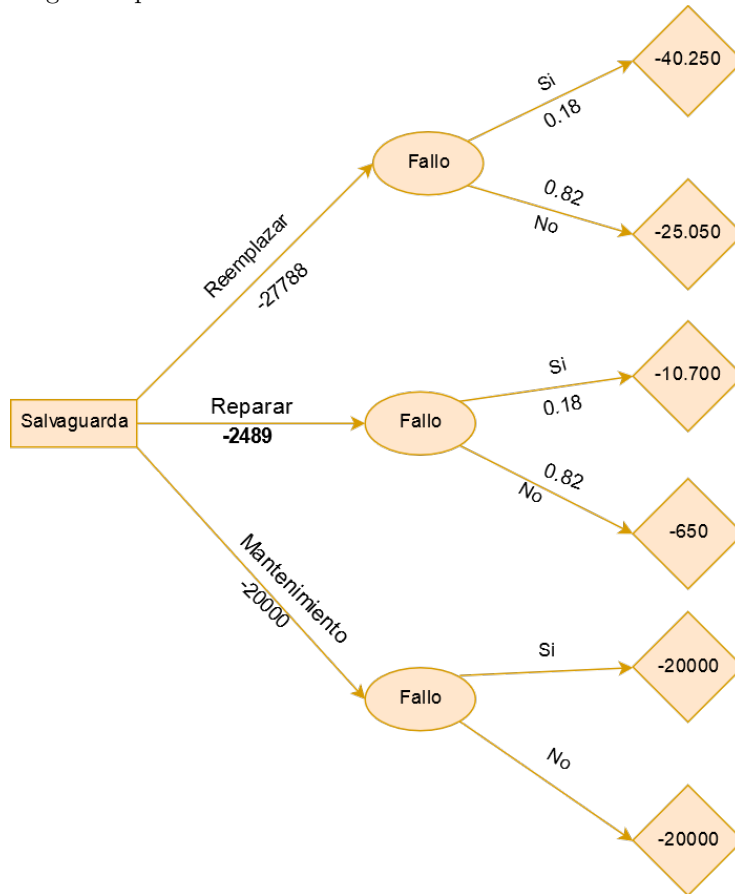 Si
-40.250
0.18
Fallo
0.82
No
-25.050
Reemplazar
-27788
Si
-10.700
0.18
Salvaguarda
Reparar
-2489
Fallo
0.82
No
-650
Mantenimiento
-20000
Si
-20000
Fallo
No
-20000